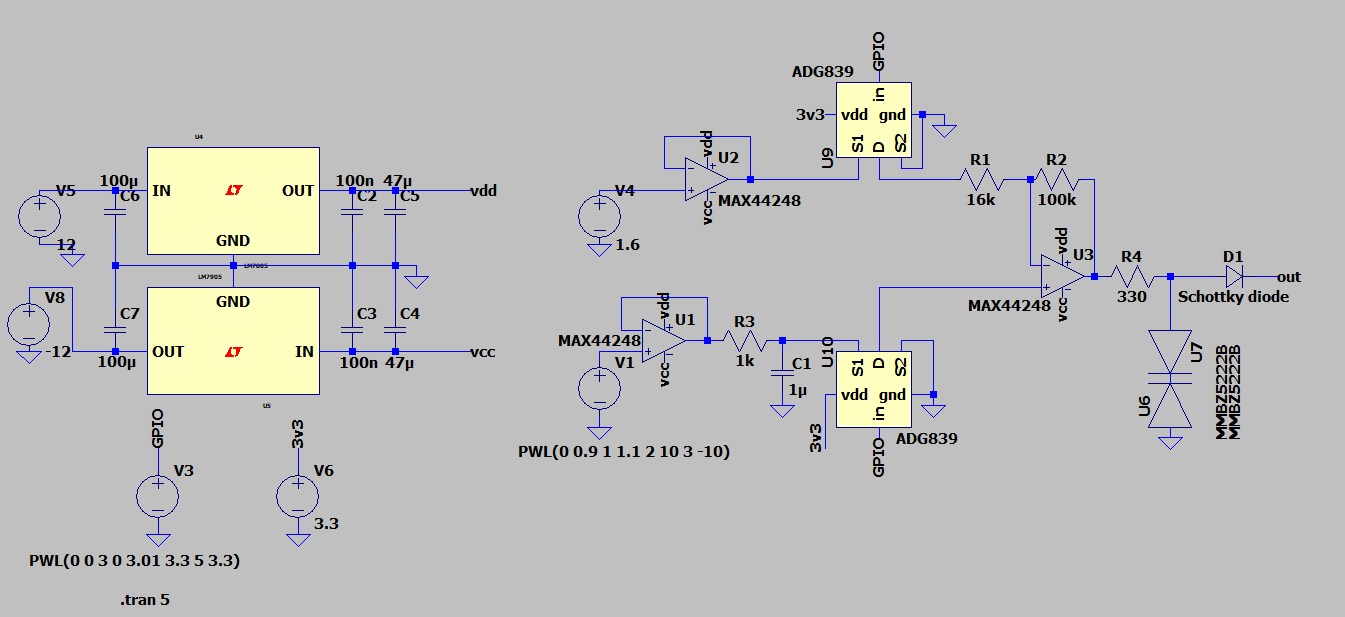 U4
V5
100µ
C6
IN
OUT
GND
LM7805
100n
47µ
C2
C5
vdd
12
LM7905
V8
-12
C7
100µ
GND
OUT
IN
C3
C4
100n
47µ
vcc
U5
GPIO
V3
PWL(0 0 3 0 3.01 3.3 5 3.3)
.tran 5
3v3
V6
3.3
GPIO
ADG839
in
3v3
vdd
gnd
S1
D
S2
U9
vdd
U2
MAX44248
vcc
V4
1.6
R1
16k
R2
100k
vdd
U3
MAX44248
vcc
R4
330
D1
Schottky diode
out
U7
MMBZ5222B
U6
MMBZ5222B
vdd
U1
MAX44248
vcc
V1
PWL(0 0.9 1 1.1 2 10 3 -10)
R3
1k
C1
1µ
U10
S1
D
S2
vdd
gnd
in
3v3
ADG839
GPIO